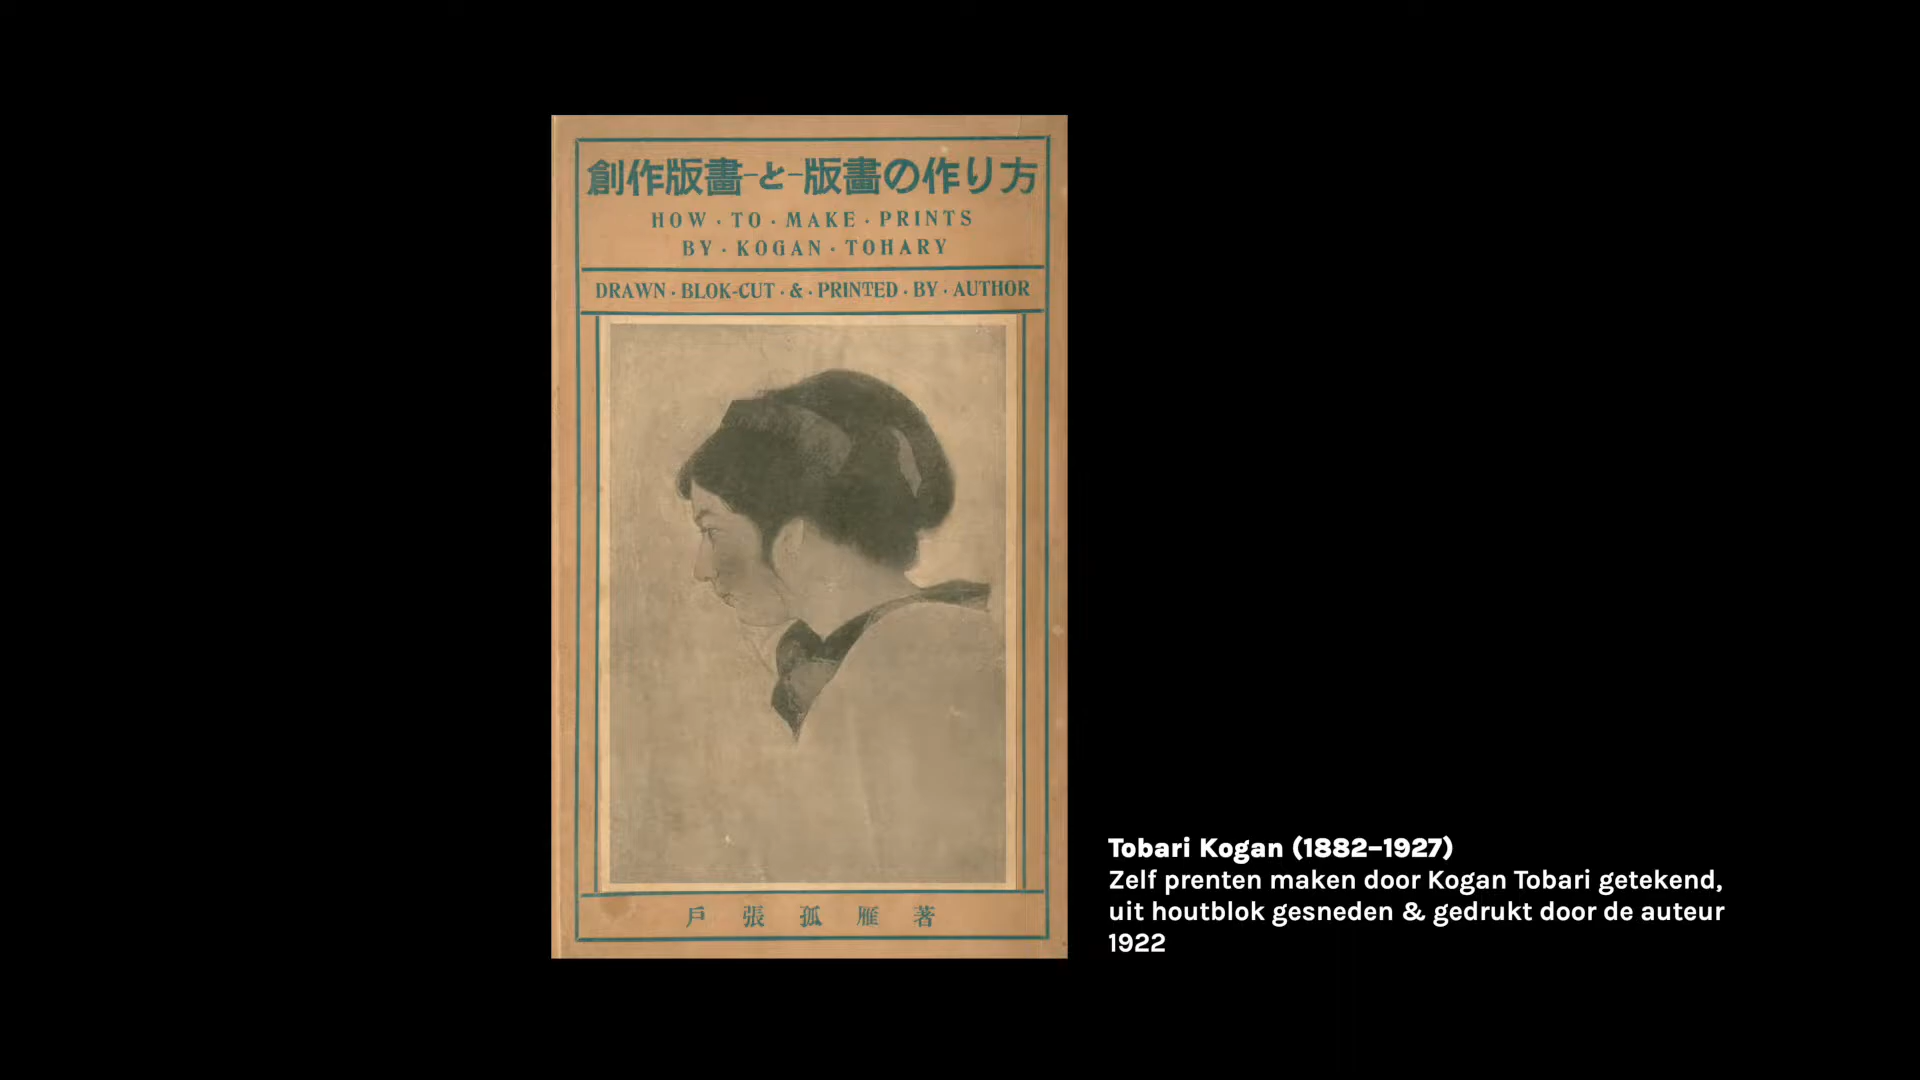 創作版畫-と-版畫の作り方
HOW · TO · MAKE · PRINTS
BY · KOGAN · TOHARY
DRAWN · BLOK-CUT · & · PRINTED · BY · AUTHOR
戶張孤雁著
Tobari Kogan (1882–1927)
Zelf prenten maken door Kogan Tobari getekend,
uit houtblok gesneden & gedrukt door de auteur
1922